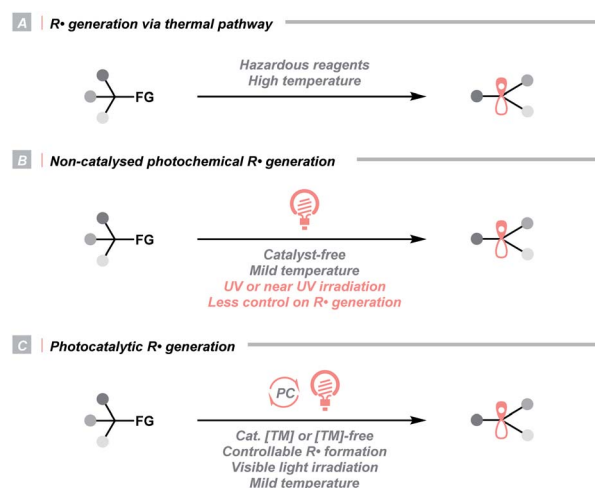 A R• generation via thermal pathway
Hazardous reagents
High temperature
FG
B Non-catalysed photochemical R• generation
FG
Catalyst-free
Mild temperature
UV or near UV irradiation
Less control on R• generation
C Photocatalytic R• generation
PC
FG
Cat. [TM] or [TM]-free
Controllable R• formation
Visible light irradiation
Mild temperature